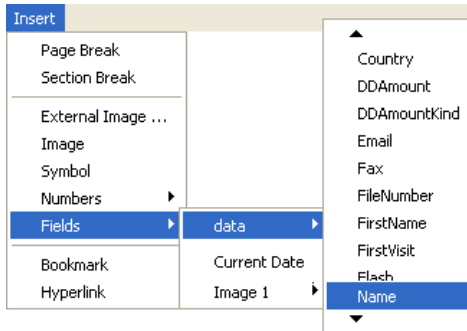 Insert
Page Break
Section Break
External Image ...
Image
Symbol
Numbers
Fields
Bookmark
Hyperlink
data
Current Date
Image 1
Country
DDAmount
DDAmountKind
Email
Fax
FileNumber
FirstName
FirstVisit
Flash
Name